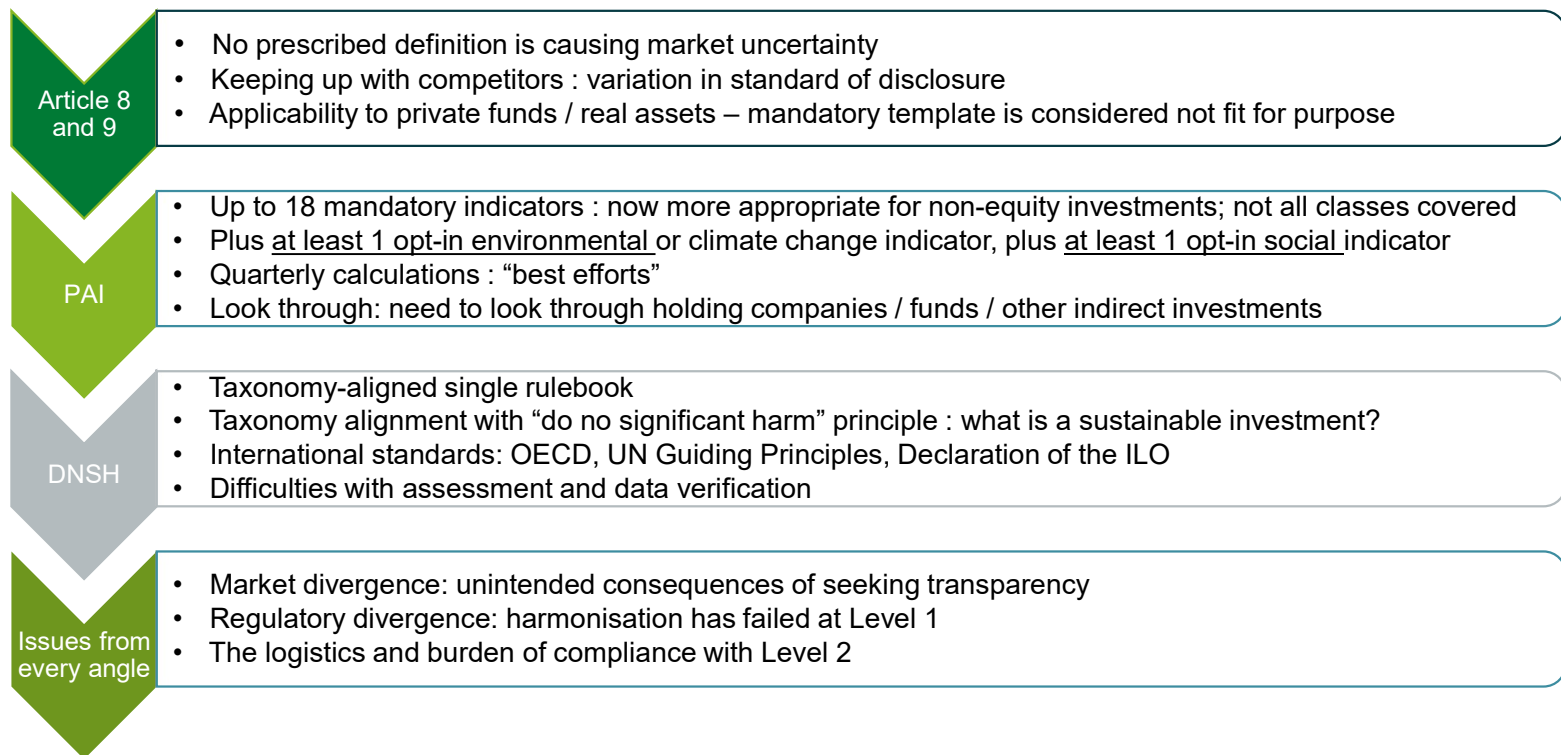 Article 8
and 9
• No prescribed definition is causing market uncertainty
• Keeping up with competitors : variation in standard of disclosure
• Applicability to private funds / real assets – mandatory template is considered not fit for purpose
PAI
• Up to 18 mandatory indicators : now more appropriate for non-equity investments; not all classes covered
• Plus at least 1 opt-in environmental or climate change indicator, plus at least 1 opt-in social indicator
• Quarterly calculations : “best efforts”
• Look through: need to look through holding companies / funds / other indirect investments
DNSH
• Taxonomy-aligned single rulebook
• Taxonomy alignment with “do no significant harm” principle : what is a sustainable investment?
• International standards: OECD, UN Guiding Principles, Declaration of the ILO
• Difficulties with assessment and data verification
Issues from
every angle
• Market divergence: unintended consequences of seeking transparency
• Regulatory divergence: harmonisation has failed at Level 1
• The logistics and burden of compliance with Level 2